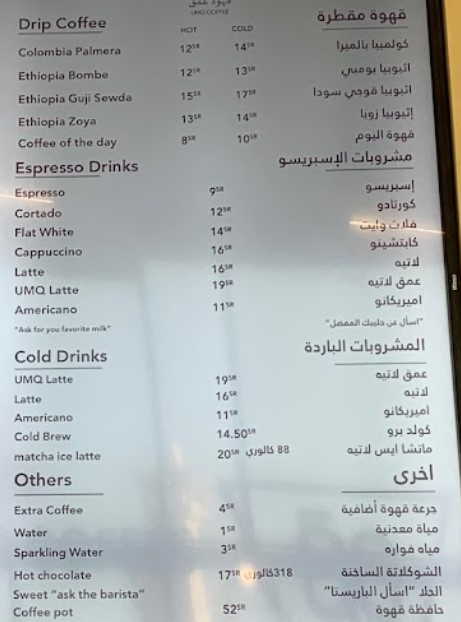 قهوة عمق
UMQ COFFEE
Drip Coffee HOT COLD قهوة مقطرة
Colombia Palmera 12SR 14SR كولمبيا بالميرا
Ethiopia Bombe 12SR 13SR اثيوبيا بومبي
Ethiopia Guji Sewda 15SR 17SR اثيوبيا قوجي سودا
Ethiopia Zoya 13SR 14SR إثيوبيا زويا
Coffee of the day 8SR 10SR قهوة اليوم
Espresso Drinks مشروبات الإسبريسو
Espresso 9SR إسبريسو
Cortado 12SR كورتادو
Flat White 14SR فلات وايت
Cappuccino 16SR كابتشينو
Latte 16SR لاتيه
UMQ Latte 19SR عمق لاتيه
Americano 11SR اميريكانو
"Ask for you favorite milk" "اسأل عن حليبك المفضل"
Cold Drinks المشروبات الباردة
UMQ Latte 19SR عمق لاتيه
Latte 16SR لاتيه
Americano 11SR اميريكانو
Cold Brew 14.50SR كولد برو
matcha ice latte 20SR 88 كالوري ماتشا ايس لاتيه
Others اخرى
Extra Coffee 4SR جرعة قهوة أضافية
Water 1SR مياة معدنية
Sparkling Water 3SR مياه فواره
Hot chocolate 17SR 318كالوري الشوكلاتة الساخنة
Sweet "ask the barista" الحلا "اسأل الباريستا"
Coffee pot 52SR حافظة قهوة